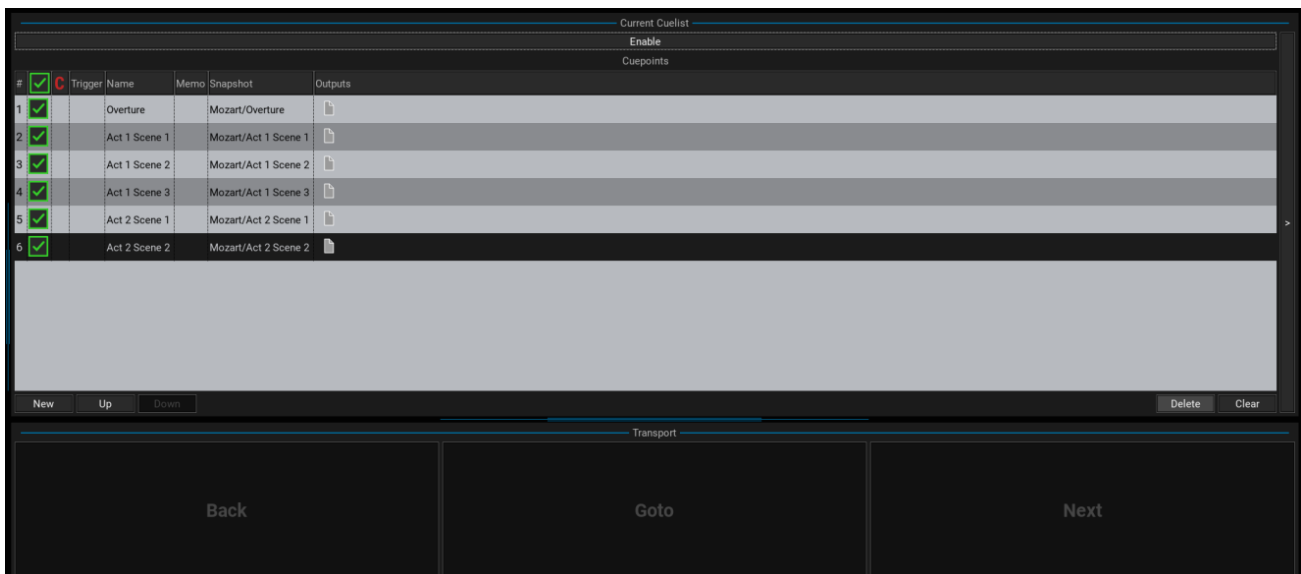 Current Cuelist
Enable
Cuepoints
# C Trigger Name Memo Snapshot Outputs
1 Overture Mozart/Overture
2 Act 1 Scene 1 Mozart/Act 1 Scene 1
3 Act 1 Scene 2 Mozart/Act 1 Scene 2
4 Act 1 Scene 3 Mozart/Act 1 Scene 3
5 Act 2 Scene 1 Mozart/Act 2 Scene 1
6 Act 2 Scene 2 Mozart/Act 2 Scene 2
>
New Up Down Delete Clear
Transport
Back Goto Next